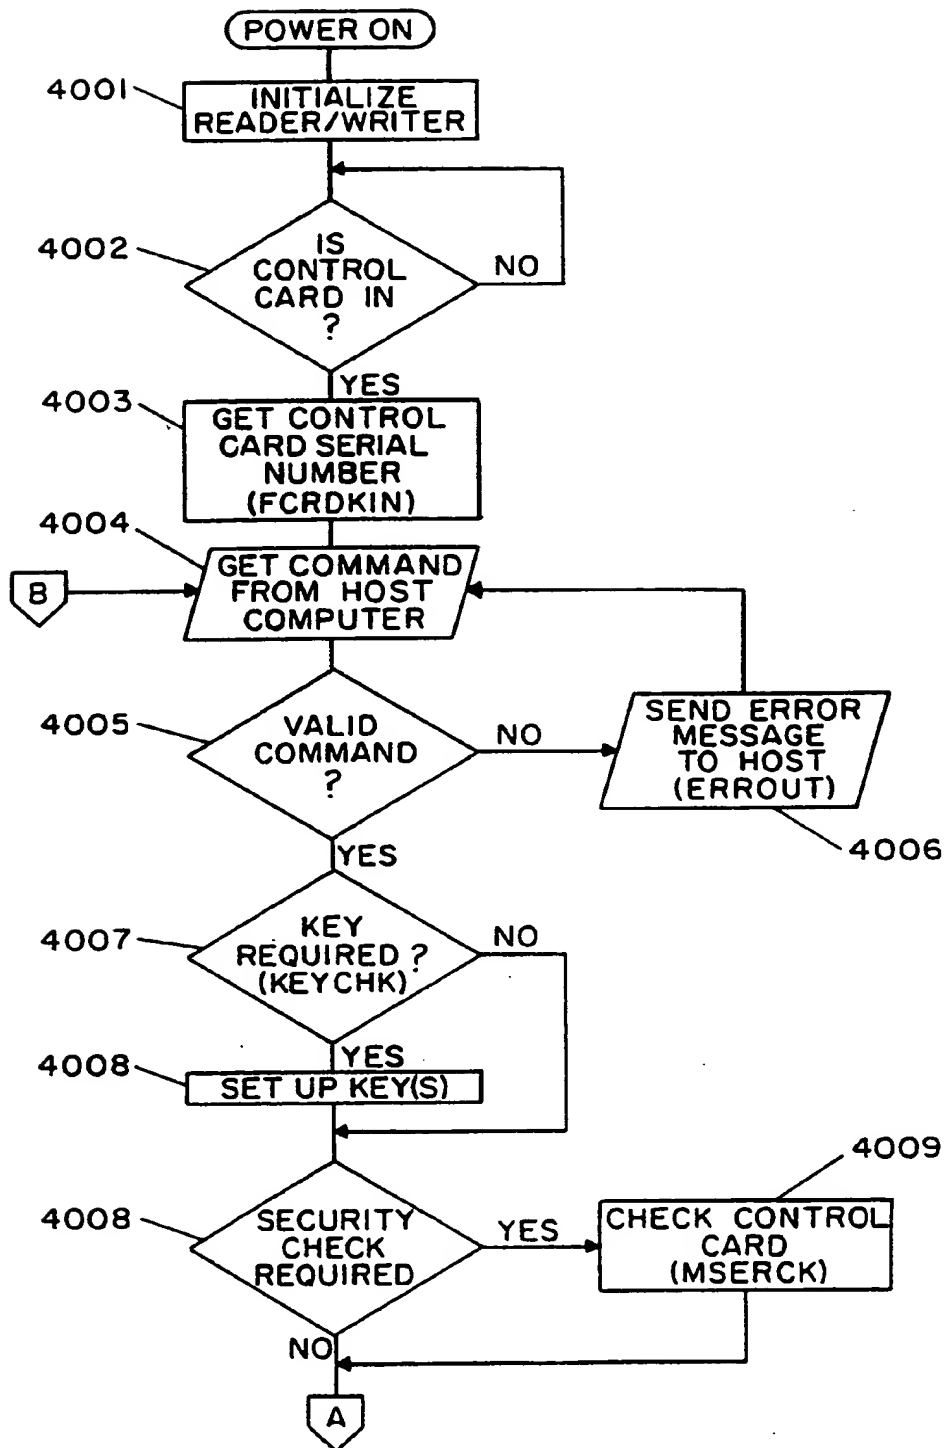 POWER ON
4001
INITIALIZE
READER/WRITER
4002
IS
CONTROL
CARD IN
?
NO
YES
4003
GET CONTROL
CARD SERIAL
NUMBER
(FCRDKIN)
4004
GET COMMAND
FROM HOST
COMPUTER
B
4005
VALID
COMMAND
?
NO
SEND ERROR
MESSAGE
TO HOST
(ERROUT)
4006
YES
4007
KEY
REQUIRED ?
(KEYCHK)
NO
YES
4008
SET UP KEY(S)
4008
SECURITY
CHECK
REQUIRED
YES
4009
CHECK CONTROL
CARD
(MSERCK)
NO
A